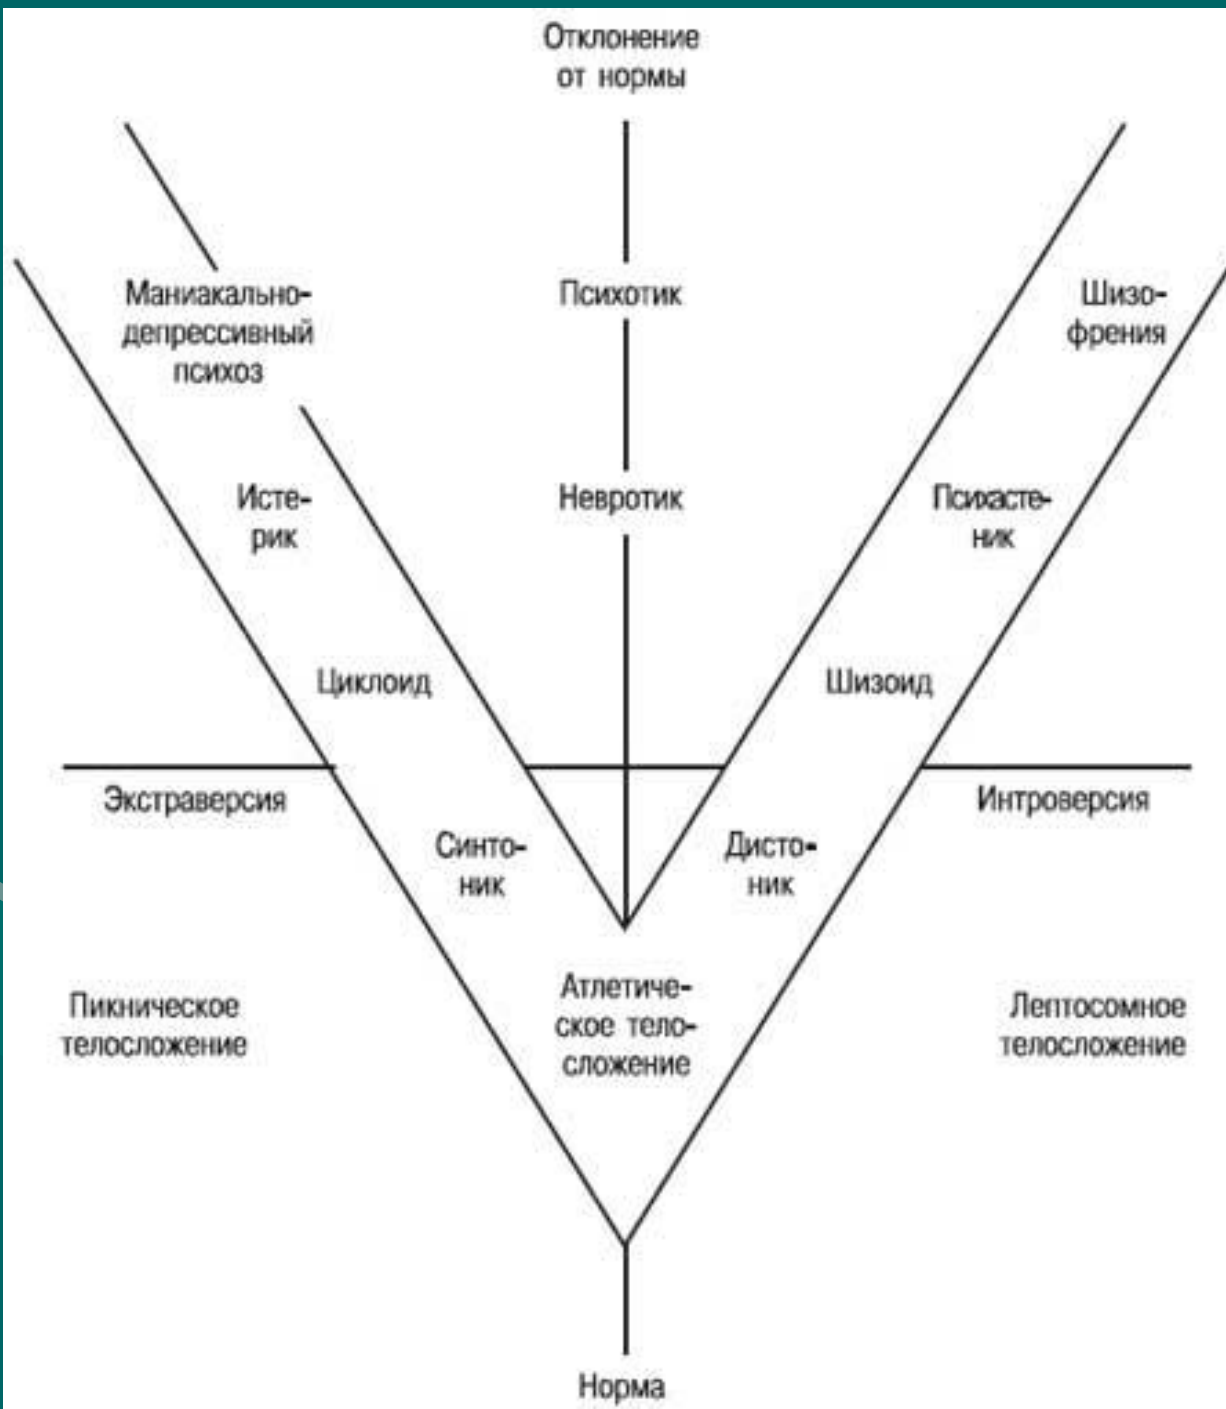 Отклонение
от нормы
Маниакально-
депрессивный
психоз
Психотик
Шизо-
френия
Исте-
рик
Невротик
Психасте-
ник
Циклоид
Шизоид
Экстраверсия
Интроверсия
Синто-
ник
Дисто-
ник
Пикническое
телосложение
Атлетиче-
ское тело-
сложение
Лептосомное
телосложение
Норма